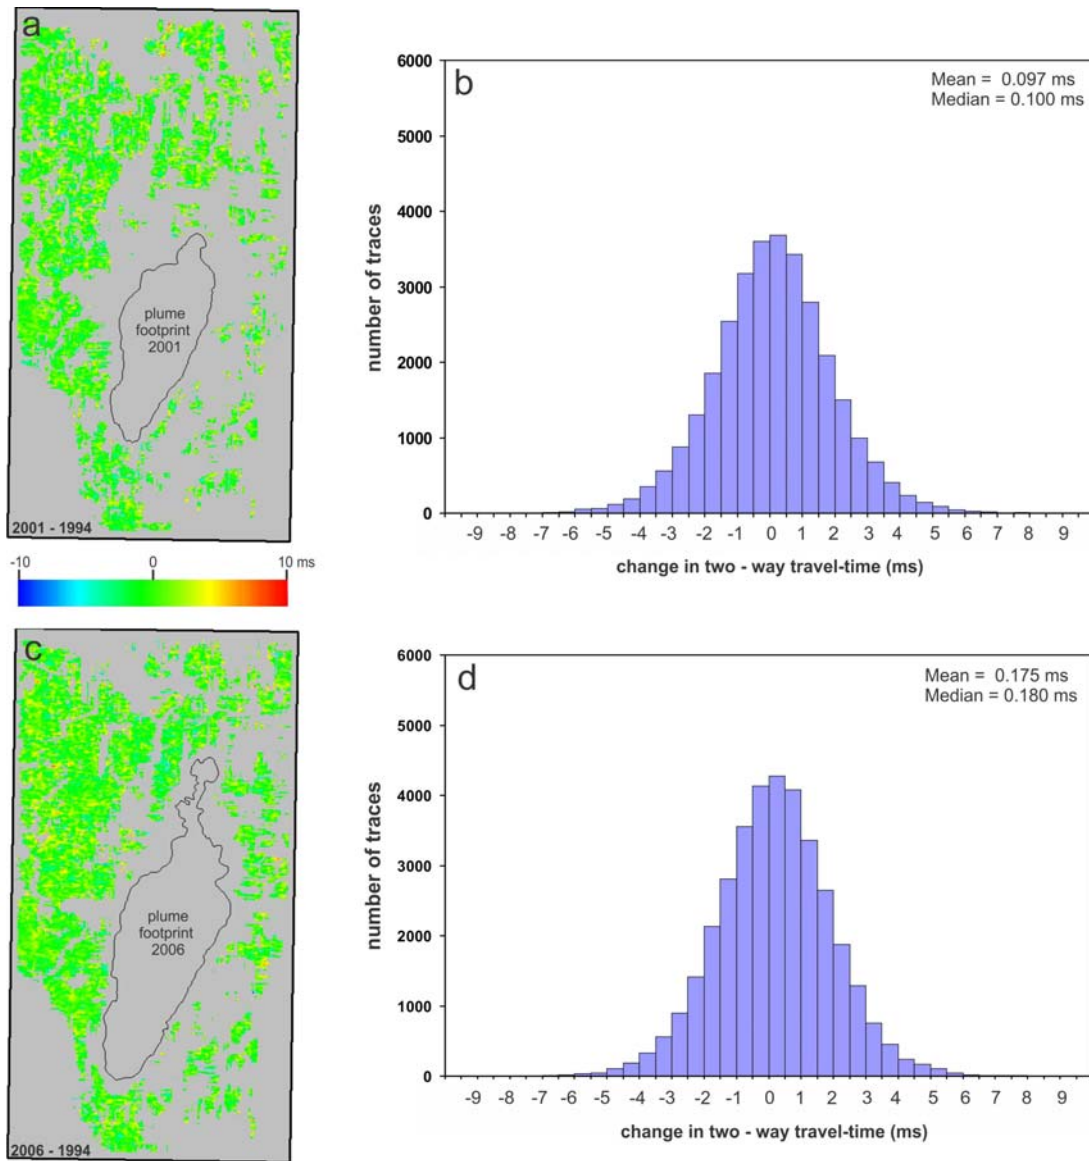 a
plume
footprint
2001
2001 - 1994
-10
0
10 ms
b
Mean = 0.097 ms
Median = 0.100 ms
number of traces
6000
5000
4000
3000
2000
1000
0
-9 -8 -7 -6 -5 -4 -3 -2 -1 0 1 2 3 4 5 6 7 8 9
change in two - way travel-time (ms)
c
plume
footprint
2006
2006 - 1994
d
Mean = 0.175 ms
Median = 0.180 ms
number of traces
6000
5000
4000
3000
2000
1000
0
-9 -8 -7 -6 -5 -4 -3 -2 -1 0 1 2 3 4 5 6 7 8 9
change in two - way travel-time (ms)